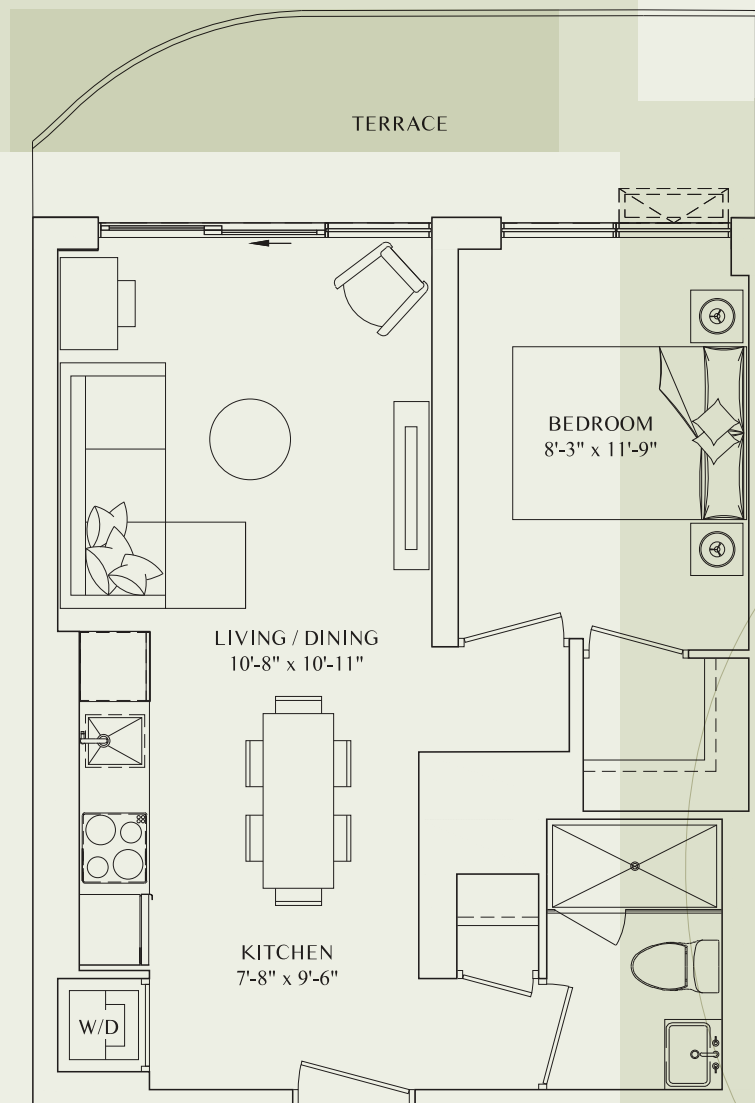 TERRACE
BEDROOM
8'-3" x 11'-9"
LIVING / DINING
10'-8" x 10'-11"
KITCHEN
7'-8" x 9'-6"
W/D